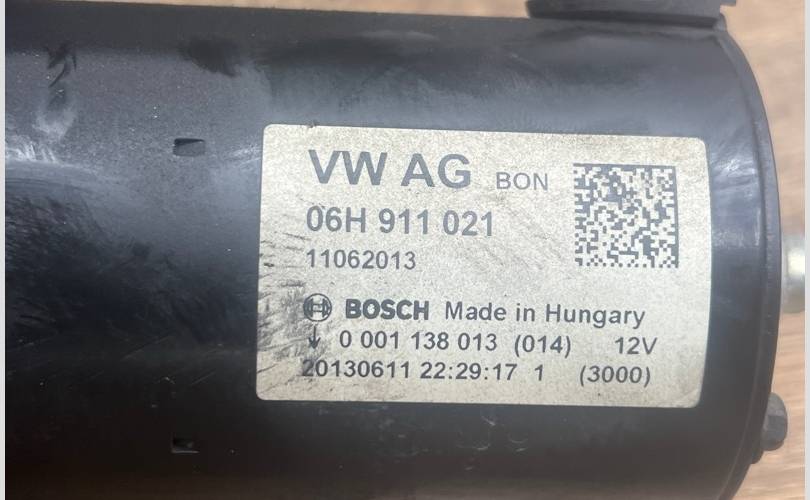 VW AG BON
06H 911 021
11062013
BOSCH Made in Hungary
↓ 0 001 138 013 (014) 12V
20130611 22:29:17 1 (3000)